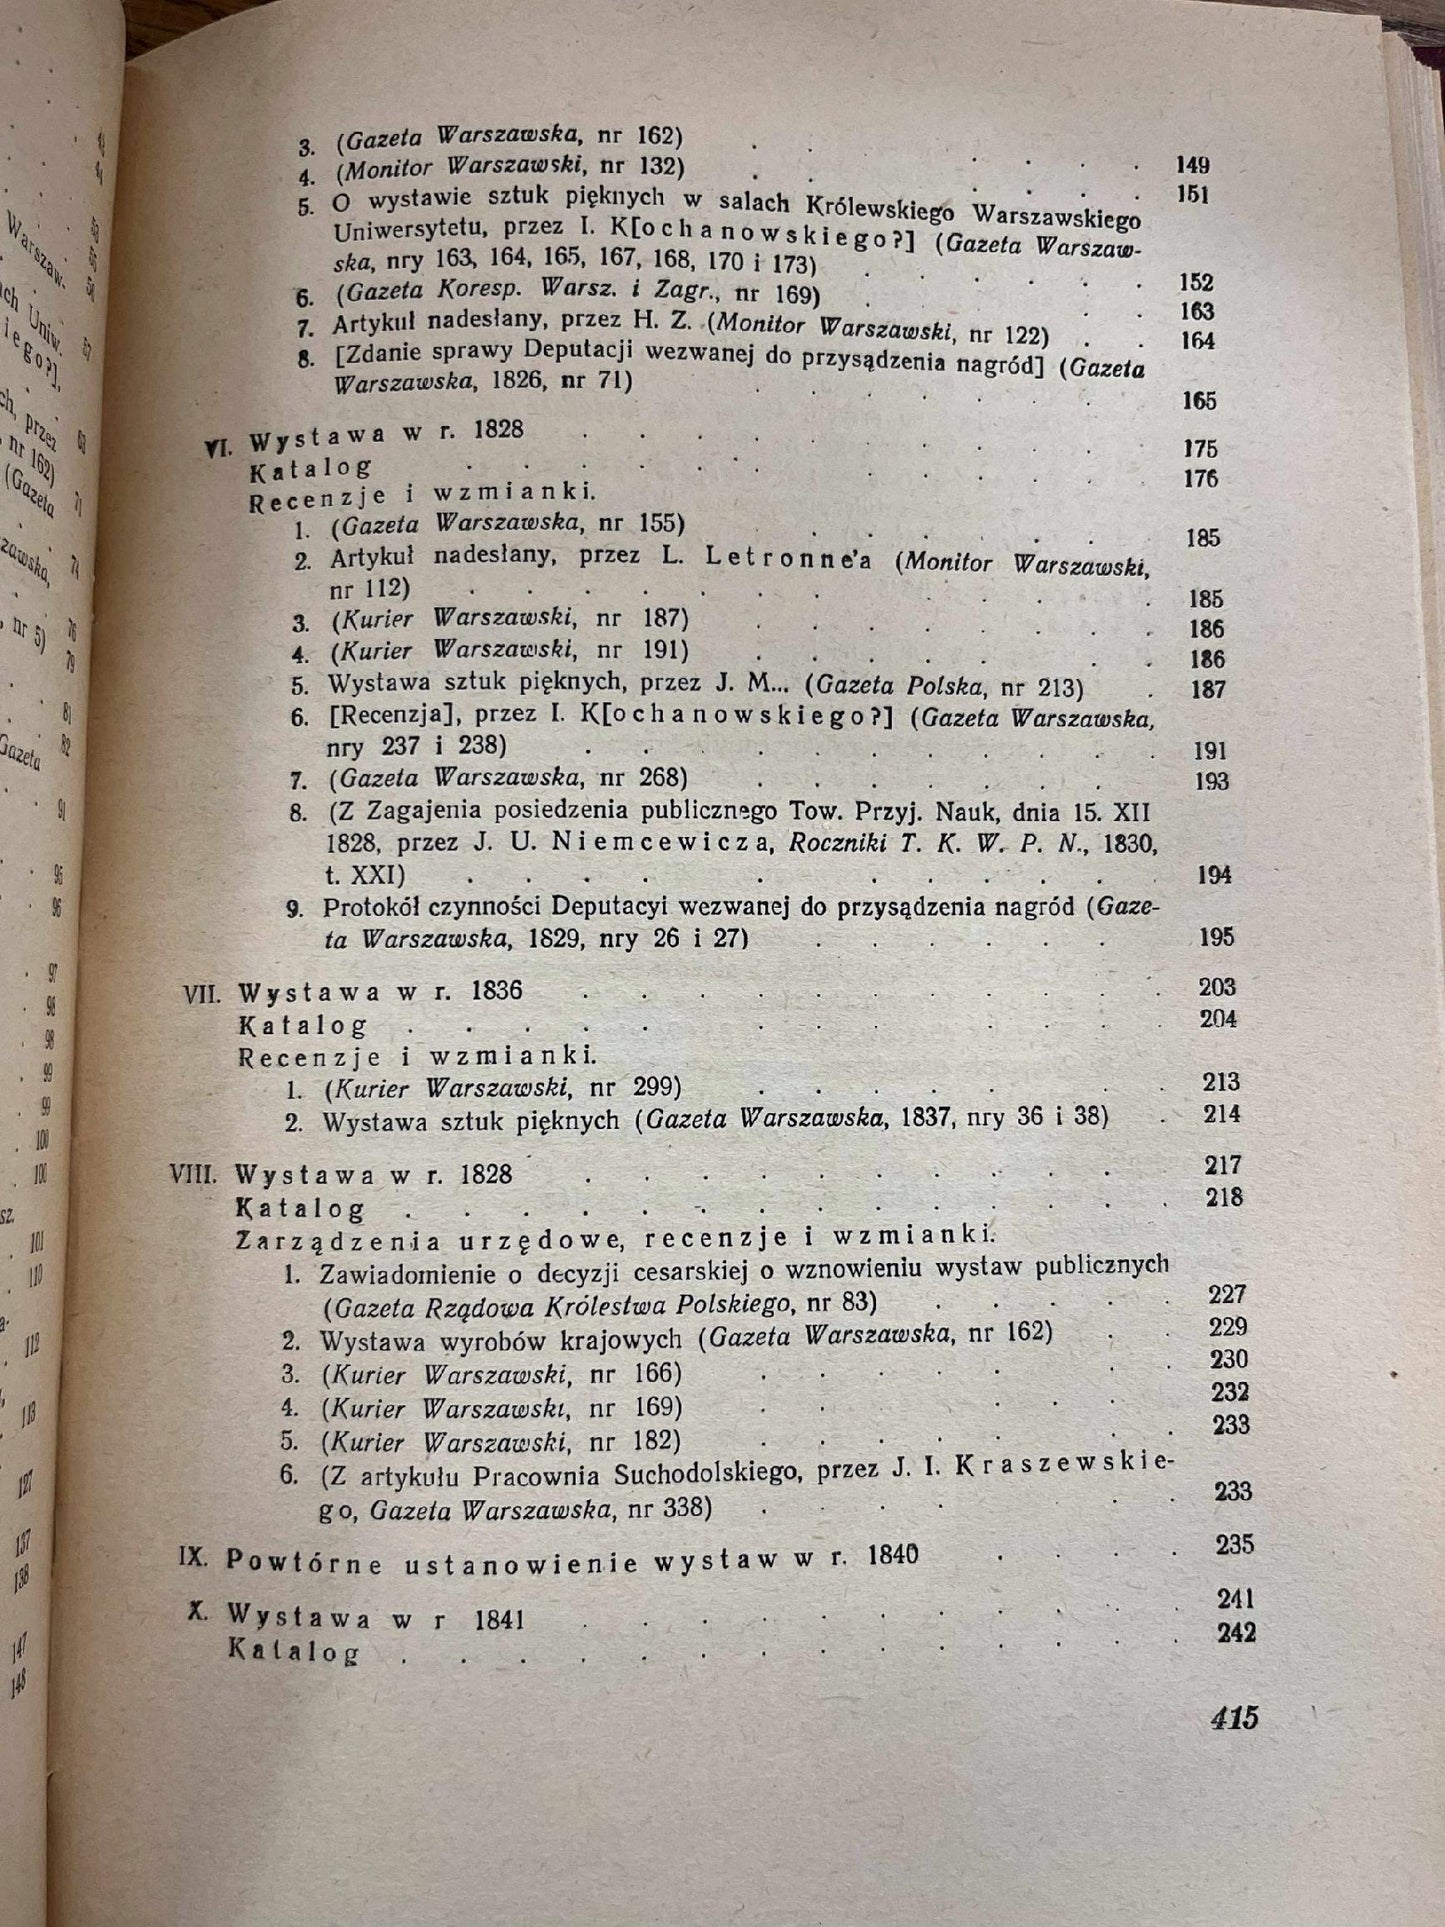 3. (Gazeta Warszawska, nr 162) . . . . . . 149
4. (Monitor Warszawski, nr 132) . . . . . . 151
5. O wystawie sztuk pięknych w salach Królewskiego Warszawskiego
Uniwersytetu, przez I. K[ochanowskiego?] (Gazeta Warszaw-
ska, nry 163, 164, 165, 167, 168, 170 i 173) . . . . . 152
6. (Gazeta Koresp. Warsz. i Zagr., nr 169) . . . 163
7. Artykuł nadesłany, przez H. Z. (Monitor Warszawski, nr 122) . . 164
8. [Zdanie sprawy Deputacji wezwanej do przysądzenia nagród] (Gazeta
Warszawska, 1826, nr 71) . . . . . . 165
VI. Wystawa w r. 1828 . . . . . . . . . . 175
Katalog . . . . . . . . . . . 176
Recenzje i wzmianki.
1. (Gazeta Warszawska, nr 155) . . . . . . 185
2. Artykuł nadesłany, przez L. Letronne'a (Monitor Warszawski,
nr 112) . . . . . . . . . . 185
3. (Kurier Warszawski, nr 187) . . . . . . . 186
4. (Kurier Warszawski, nr 191) . . . . . . . 186
5. Wystawa sztuk pięknych, przez J. M... (Gazeta Polska, nr 213) . 187
6. [Recenzja], przez I. K[ochanowskiego?] (Gazeta Warszawska,
nry 237 i 238) . . . . . . . . . . 191
7. (Gazeta Warszawska, nr 268) . . . . . . . 193
8. (Z Zagajenia posiedzenia publicznego Tow. Przyj. Nauk, dnia 15. XII
1828, przez J. U. Niemcewicza, Roczniki T. K. W. P. N., 1830,
t. XXI) . . . . . . . . . . 194
9. Protokół czynności Deputacyi wezwanej do przysądzenia nagród (Gaze-
ta Warszawska, 1829, nry 26 i 27) . . . . . . 195
VII. Wystawa w r. 1836 . . . . . . . . . . . 203
Katalog . . . . . . . . . . . 204
Recenzje i wzmianki.
1. (Kurier Warszawski, nr 299) . . . . . . . 213
2. Wystawa sztuk pięknych (Gazeta Warszawska, 1837, nry 36 i 38) . 214
VIII. Wystawa w r. 1828 . . . . . . . . . . 217
Katalog . . . . . . . . . . . . . 218
Zarządzenia urzędowe, recenzje i wzmianki.
1. Zawiadomienie o decyzji cesarskiej o wznowieniu wystaw publicznych
(Gazeta Rządowa Królestwa Polskiego, nr 83) . . . . . 227
2. Wystawa wyrobów krajowych (Gazeta Warszawska, nr 162) . . 229
3. (Kurier Warszawski, nr 166) . . . . . . . 230
4. (Kurier Warszawski, nr 169) . . . . . . 232
5. (Kurier Warszawski, nr 182) . . . . . . . 233
6. (Z artykułu Pracownia Suchodolskiego, przez J. I. Kraszewskie-
go, Gazeta Warszawska, nr 338) . . . . . . 233
IX. Powtórne ustanowienie wystaw w r. 1840 . . . . 235
X. Wystawa w r 1841 . . . . . . . . . . 241
Katalog . . . . . . . . . . . . . 242
415